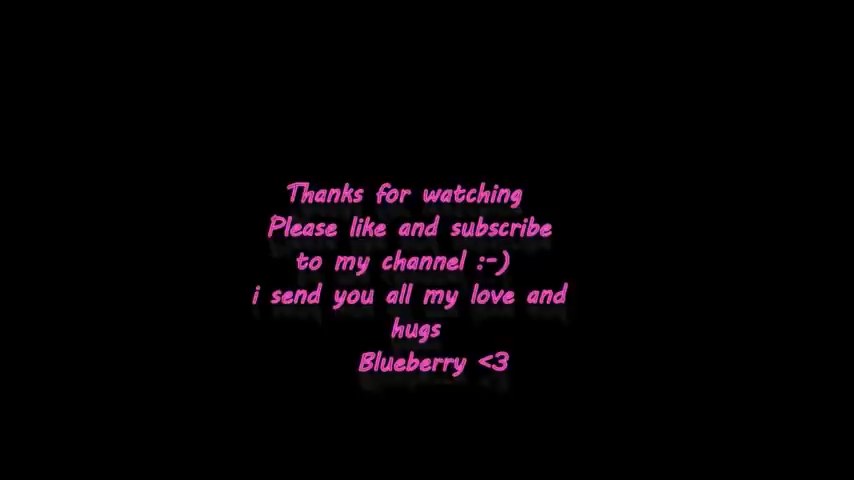 Thanks for watching
Please like and subscribe
to my channel :-)
i send you all my love and
hugs
Blueberry <3